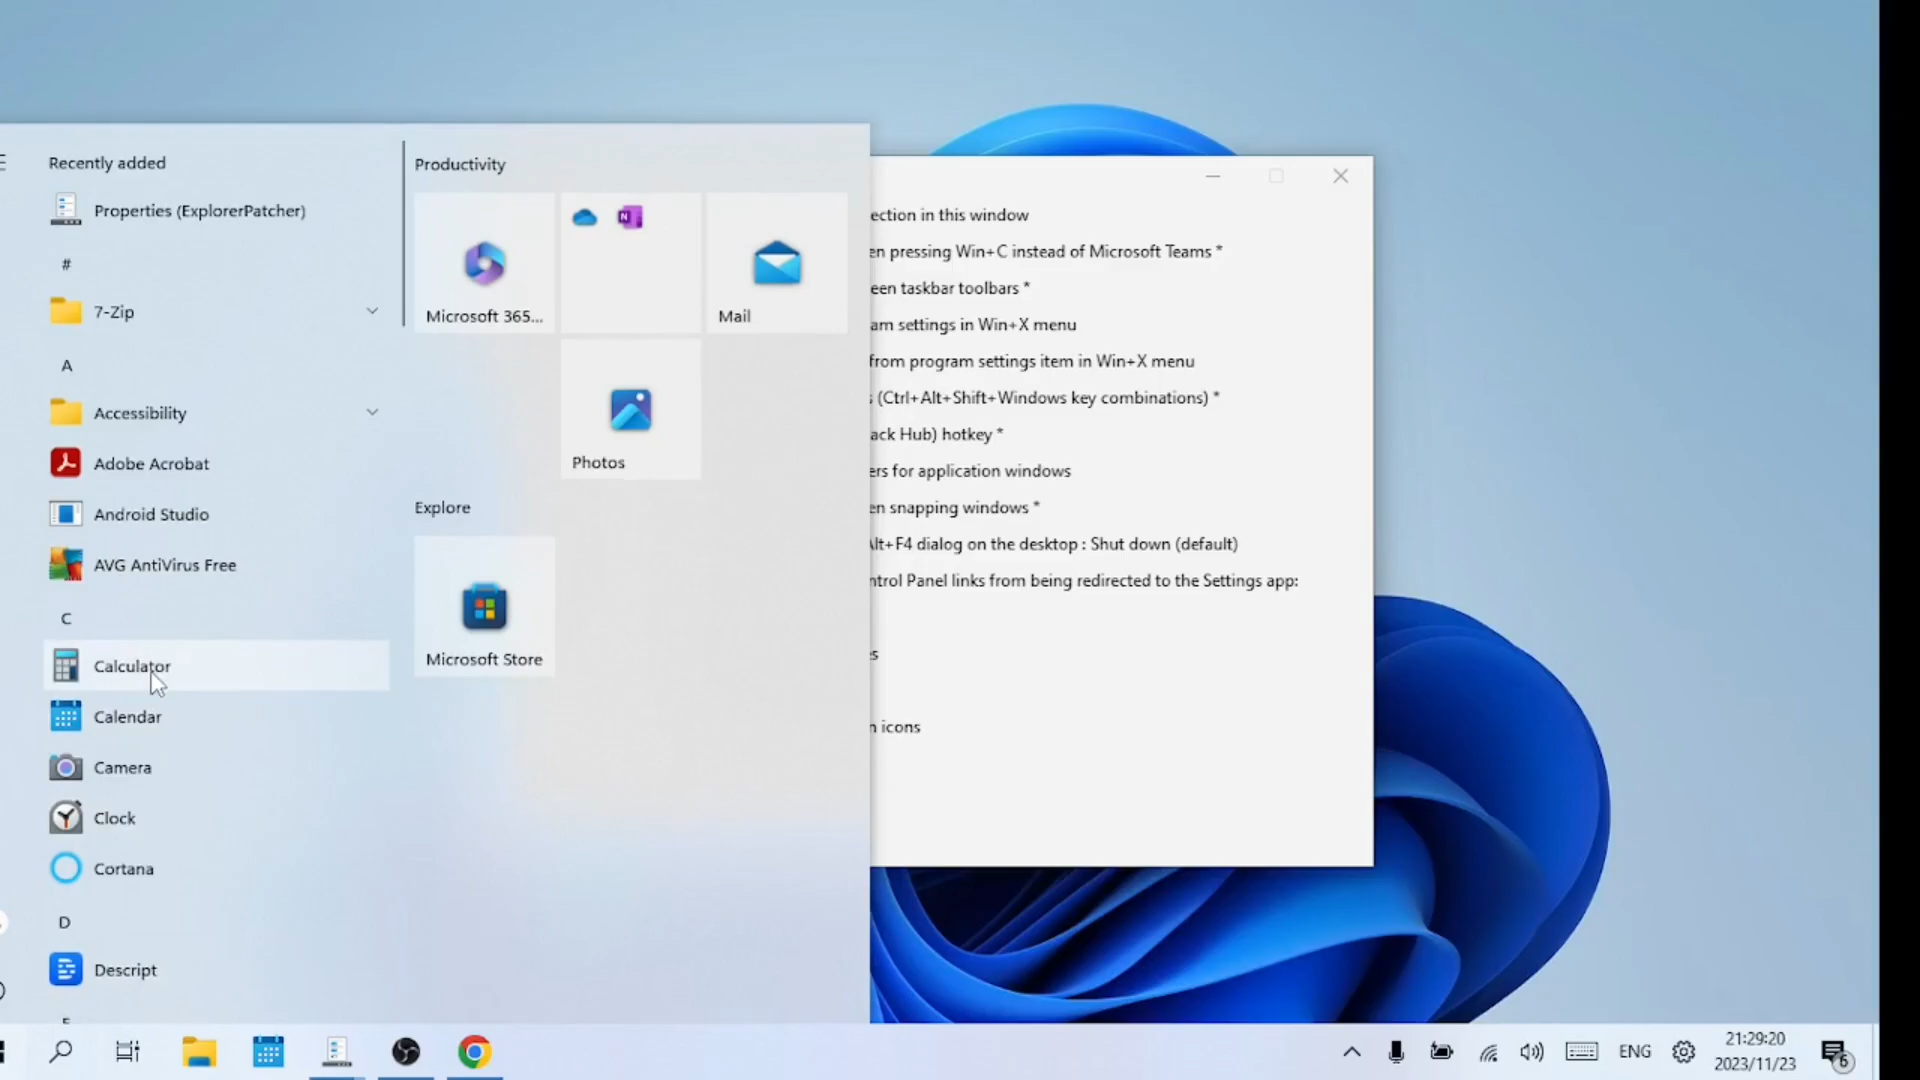 Recently added
Properties (ExplorerPatcher)
#
7-Zip
A
Accessibility
Adobe Acrobat
Android Studio
AVG AntiVirus Free
C
Calculator
Calendar
Camera
Clock
Cortana
D
Descript
Productivity
Microsoft 365...
N
Mail
Photos
Explore
Microsoft Store
ection in this window
en pressing Win+C instead of Microsoft Teams *
een taskbar toolbars *
am settings in Win+X menu
from program settings item in Win+X menu
s (Ctrl+Alt+Shift+Windows key combinations) *
ack Hub) hotkey *
ers for application windows
en snapping windows *
Alt+F4 dialog on the desktop : Shut down (default)
ntrol Panel links from being redirected to the Settings app:
s
n icons
ENG
21:29:20
2023/11/23
6